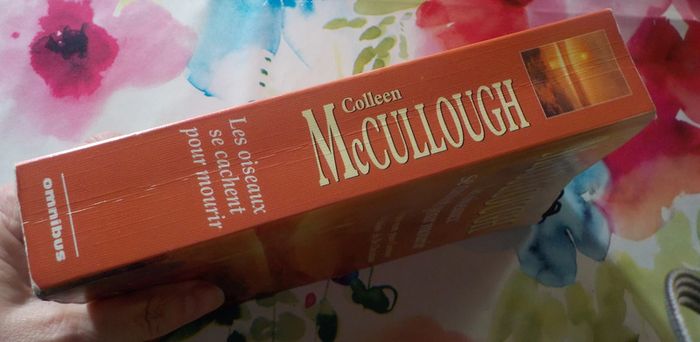 Colleen
McCULLOUGH
Les oiseaux
se cachent
pour mourir
omnibus